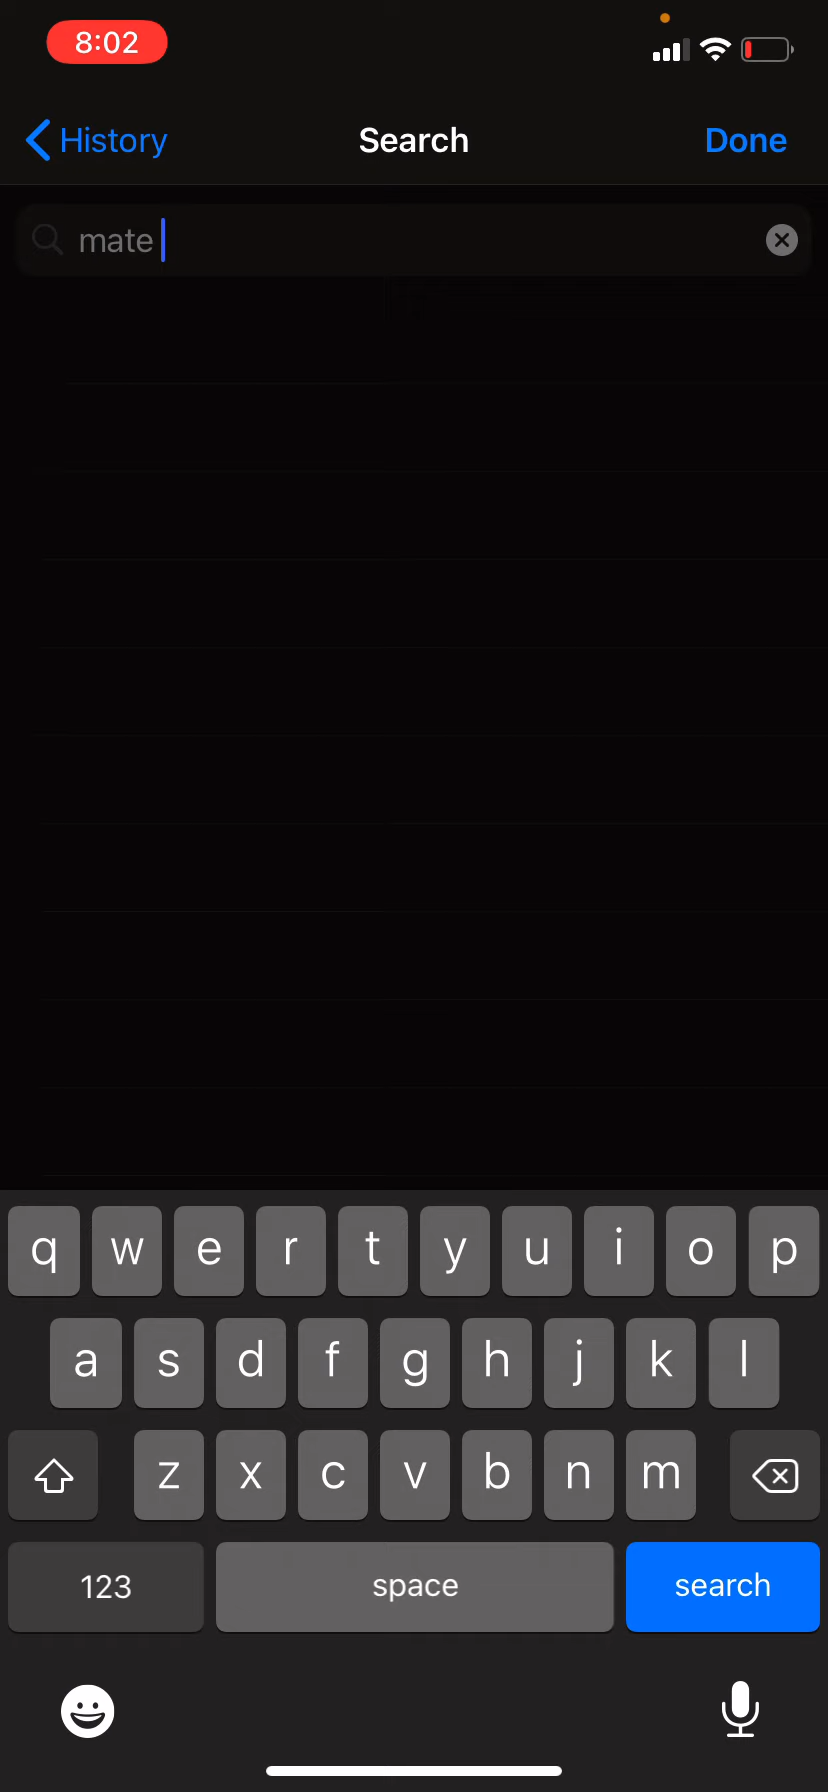 8:02
History
Search
Done
mate
q w e r t y u i o p
a s d f g h j k l
z x c v b n m
123 space search